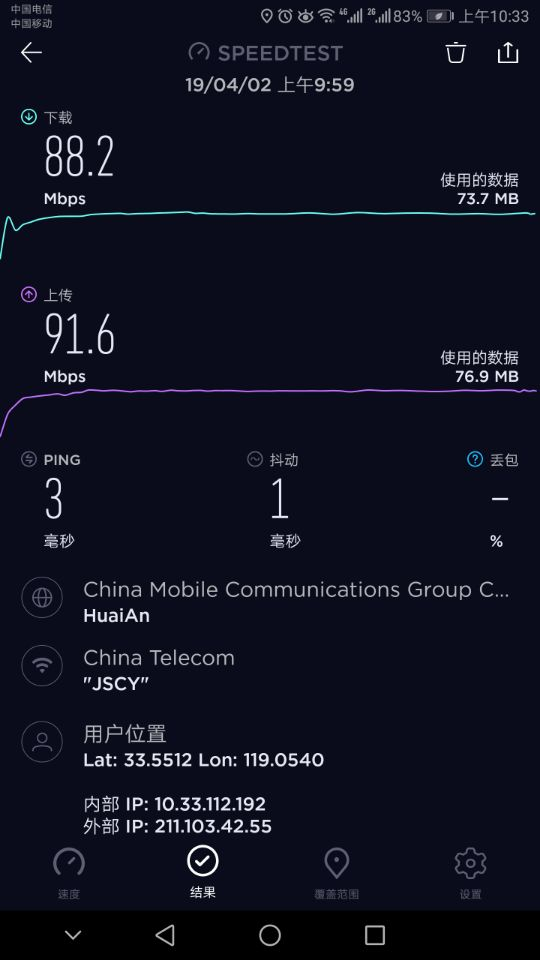 中国电信
中国移动
4G 2G 83% 上午10:33
SPEEDTEST
19/04/02 上午9:59
下载
88.2
Mbps
使用的数据
73.7 MB
上传
91.6
Mbps
使用的数据
76.9 MB
PING 抖动 丢包
3 1 –
毫秒 毫秒 %
China Mobile Communications Group C...
HuaiAn
China Telecom
"JSCY"
用户位置
Lat: 33.5512 Lon: 119.0540
内部 IP: 10.33.112.192
外部 IP: 211.103.42.55
速度 结果 覆盖范围 设置